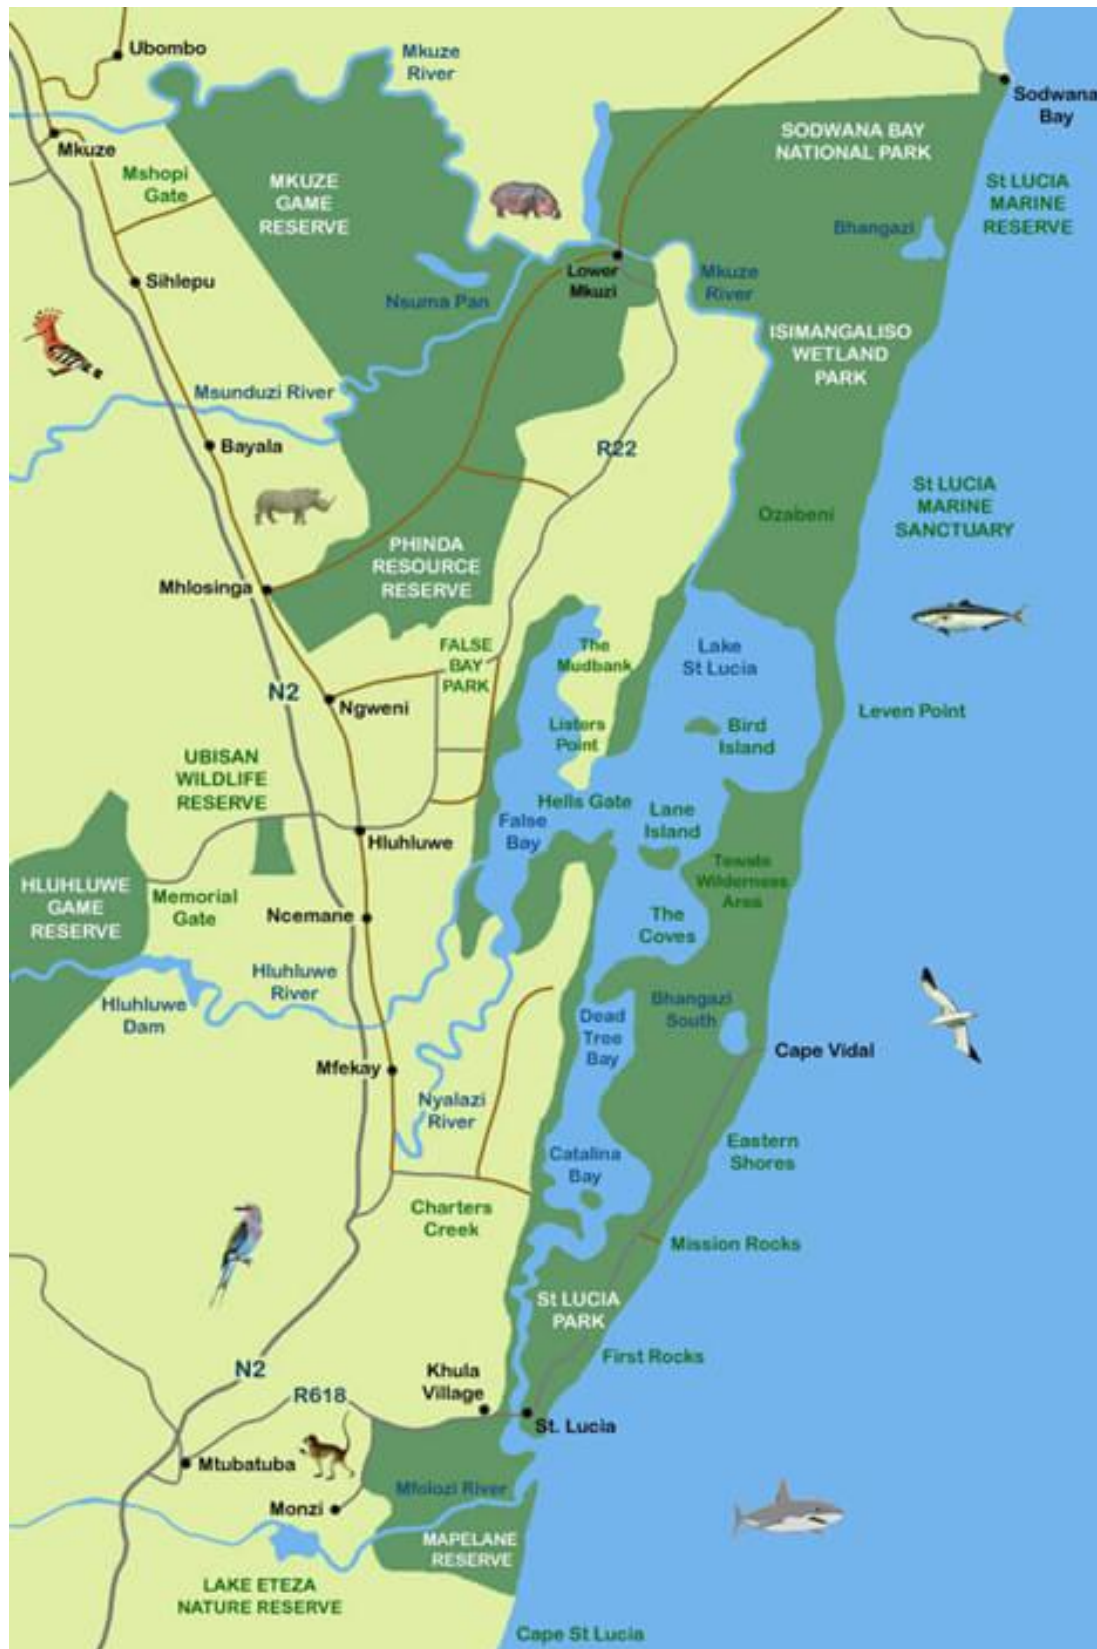 Ubombo
Mkuze
River
Sodwana
Bay
Mkuze
SODWANA BAY
NATIONAL PARK
Mshopi
Gate
MKUZE
GAME
RESERVE
St LUCIA
MARINE
RESERVE
Bhangazi
Sihlepu
Lower
Mkuzi
Mkuze
River
Nsuma Pan
ISIMANGALISO
WETLAND
PARK
Msunduzi River
Bayala
R22
St LUCIA
MARINE
SANCTUARY
Ozabeni
PHINDA
RESOURCE
RESERVE
Mhlosinga
FALSE
BAY
PARK
The
Mudbank
Lake
St LUCIA
N2
Ngweni
Listers
Point
Bird
Island
Leven Point
UBISAN
WILDLIFE
RESERVE
Hells Gate
Lane
Island
False
Bay
Hluhluwe
HLUHLUWE
GAME
RESERVE
Memorial
Gate
Tewate
Wilderness
Area
Ncemane
The
Coves
Hluhluwe
River
Hluhluwe
Dam
Bhangazi
South
Dead
Tree
Bay
Cape Vidal
Mfekay
Nyalazi
River
Eastern
Shores
Catalina
Bay
Charters
Creek
Mission Rocks
St LUCIA
PARK
First Rocks
N2
Khula
Village
R618
St. Lucia
Mtubatuba
Mfolozi River
Monzi
MAPELANE
RESERVE
LAKE ETEZA
NATURE RESERVE
Cape St Lucia